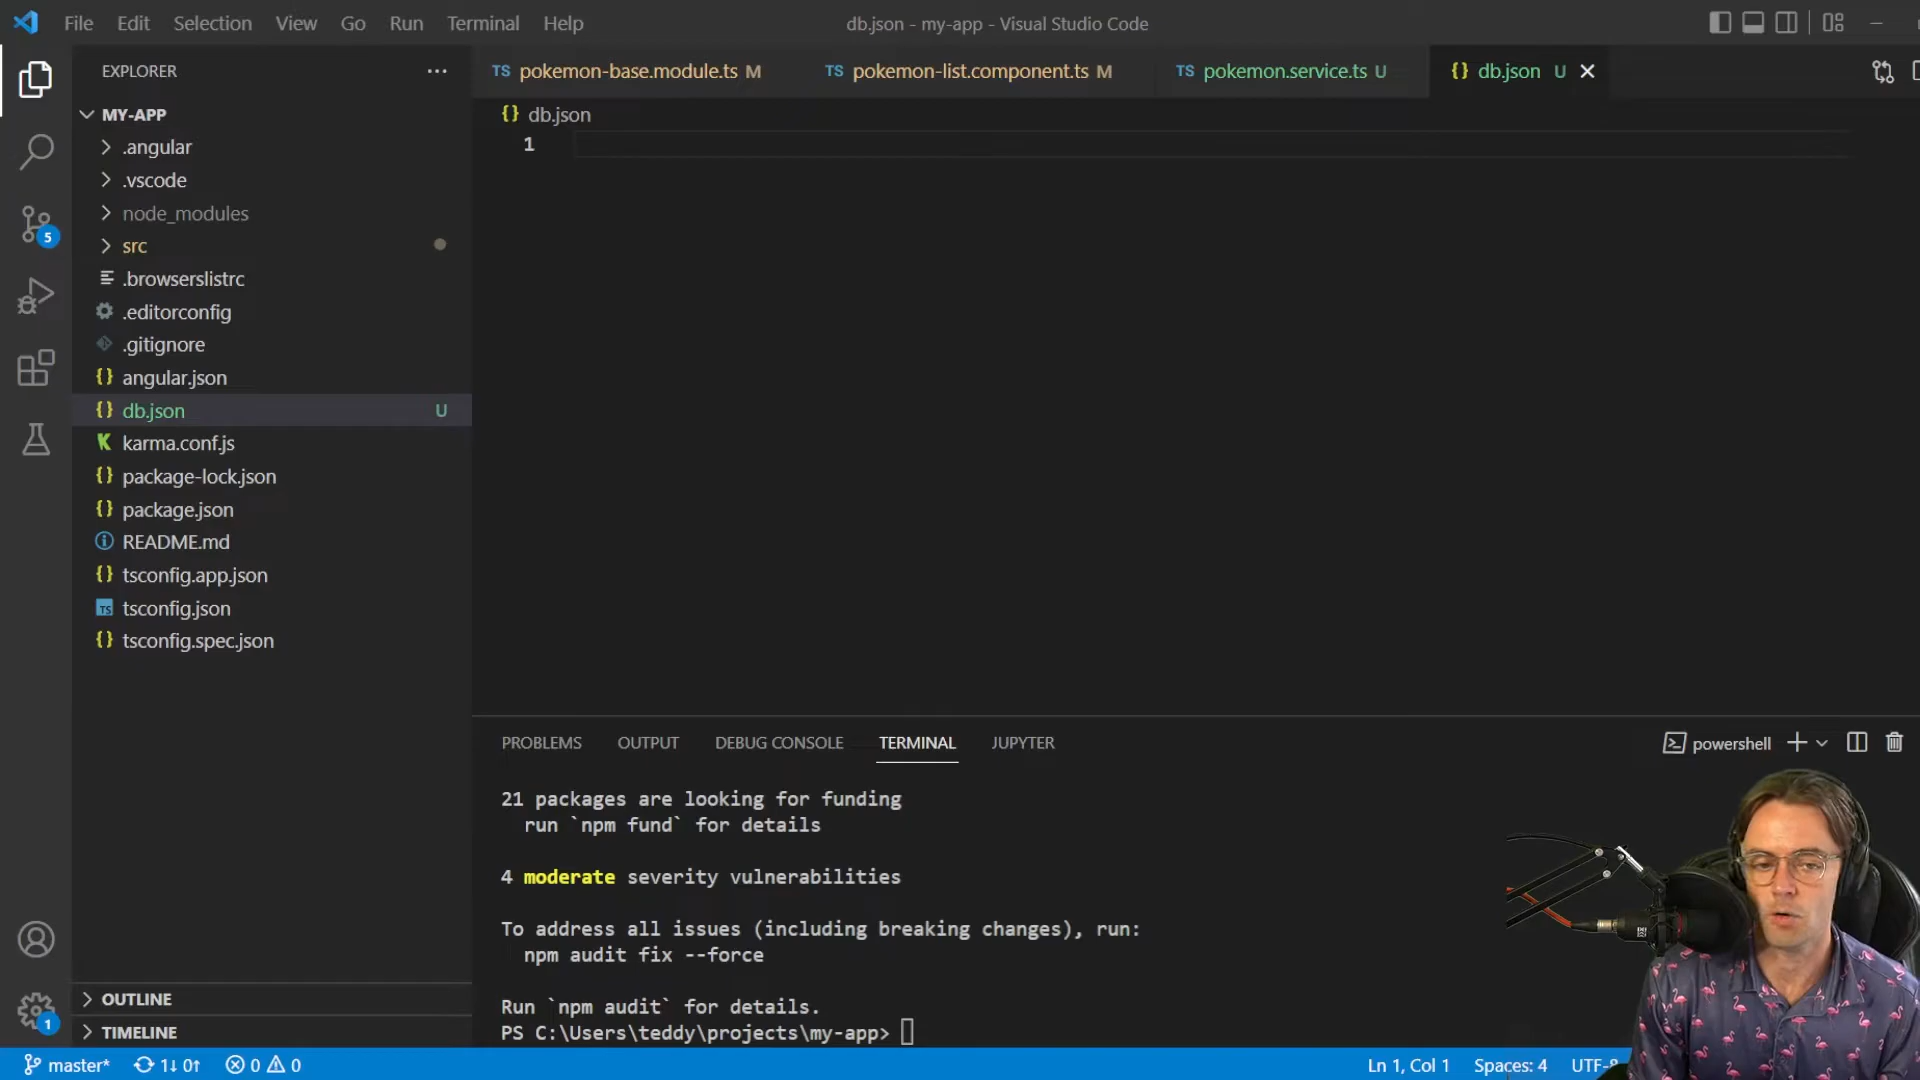 File Edit Selection View Go Run Terminal Help
db.json - my-app - Visual Studio Code
EXPLORER
MY-APP
.angular
.vscode
node_modules
src
.browserslistrc
.editorconfig
.gitignore
angular.json
db.json U
karma.conf.js
package-lock.json
package.json
README.md
tsconfig.app.json
tsconfig.json
tsconfig.spec.json
OUTLINE
TIMELINE
5
1
TS pokemon-base.module.ts M
TS pokemon-list.component.ts M
TS pokemon.service.ts U
{} db.json U
{} db.json
1
PROBLEMS OUTPUT DEBUG CONSOLE TERMINAL JUPYTER
powershell
21 packages are looking for funding
run `npm fund` for details
4 moderate severity vulnerabilities
To address all issues (including breaking changes), run:
npm audit fix --force
Run `npm audit` for details.
PS C:\Users\teddy\projects\my-app>
master* 1↓ 0↑ 0 0
Ln 1, Col 1 Spaces: 4